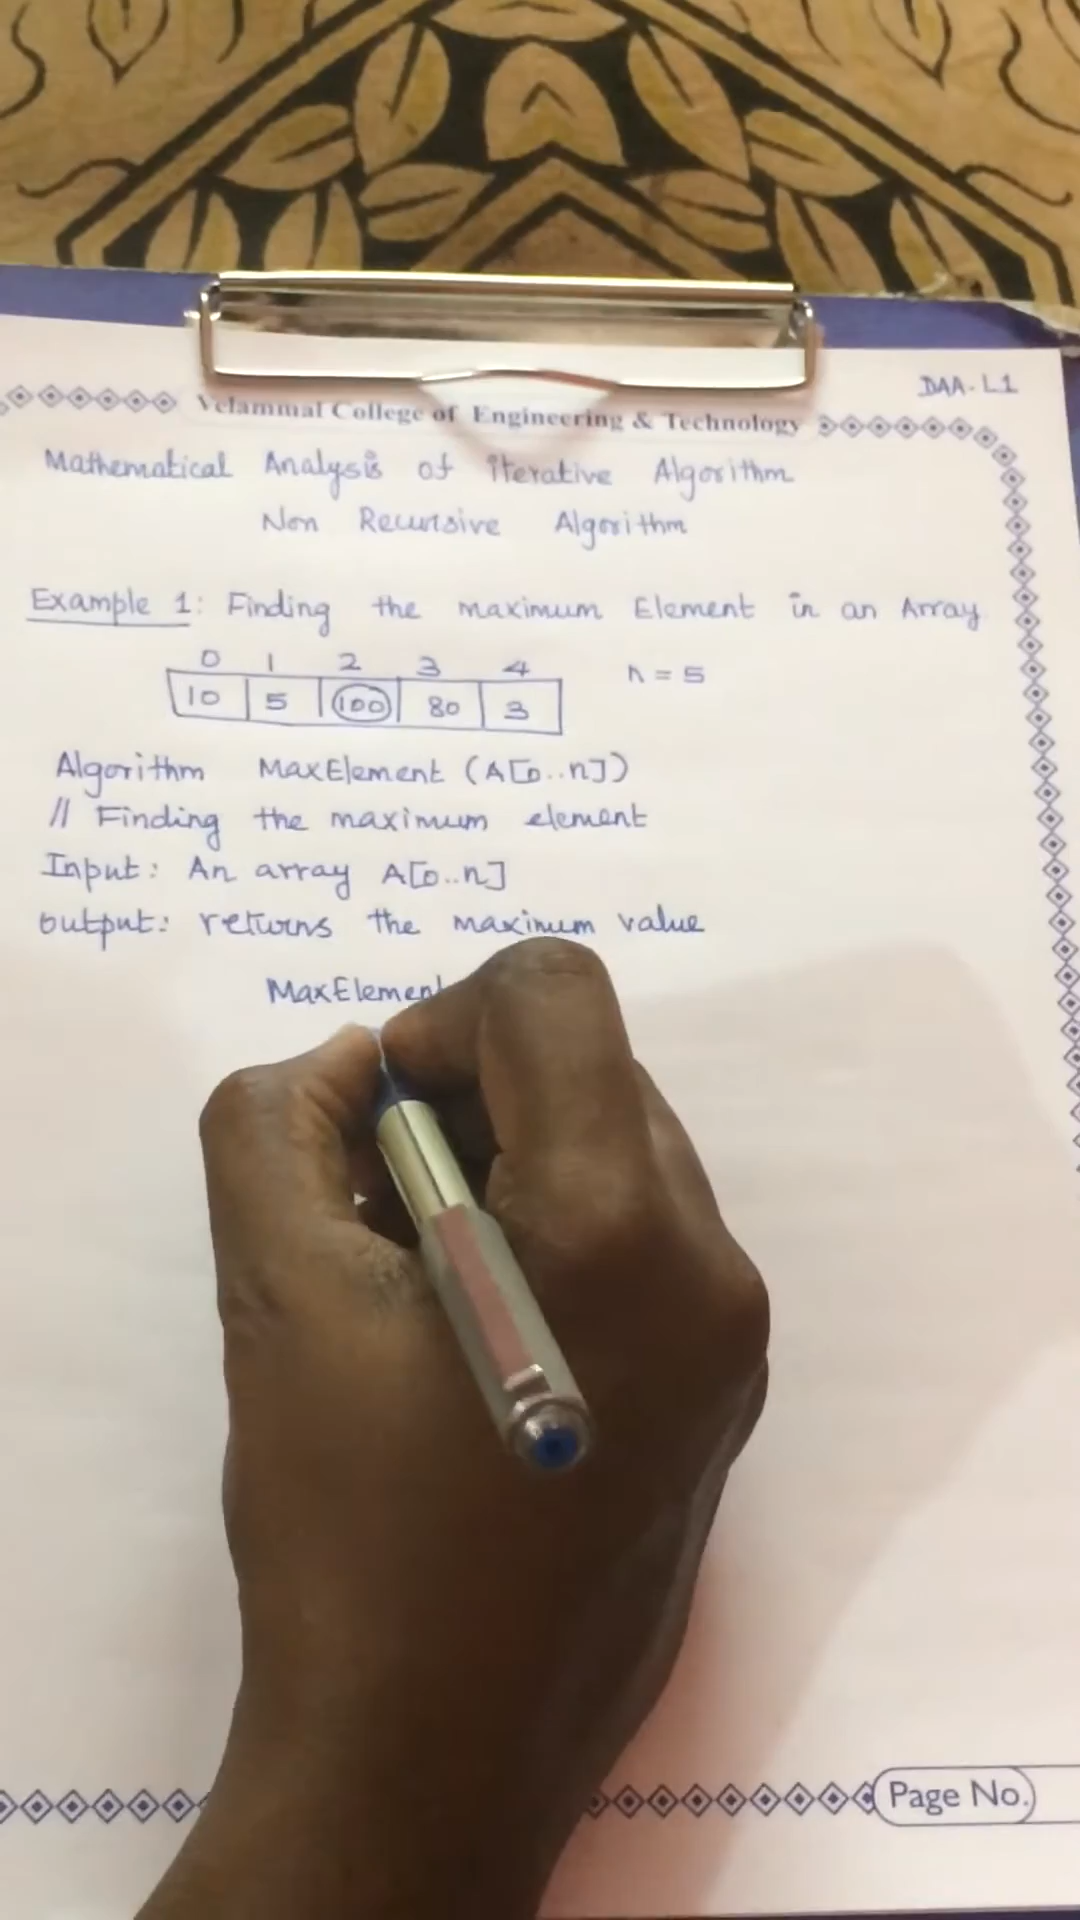 DAA-L1
Velammal College of Engineering & Technology
Mathematical Analysis of iterative Algorithm
Non Recursive Algorithm
Example 1: Finding the maximum Element in an Array
0 1 2 3 4
10 5 100 80 3 n = 5
Algorithm MaxElement (A[0..n])
// Finding the maximum element
Input: An array A[0..n]
output: returns the maximum value
MaxElement
Page No.